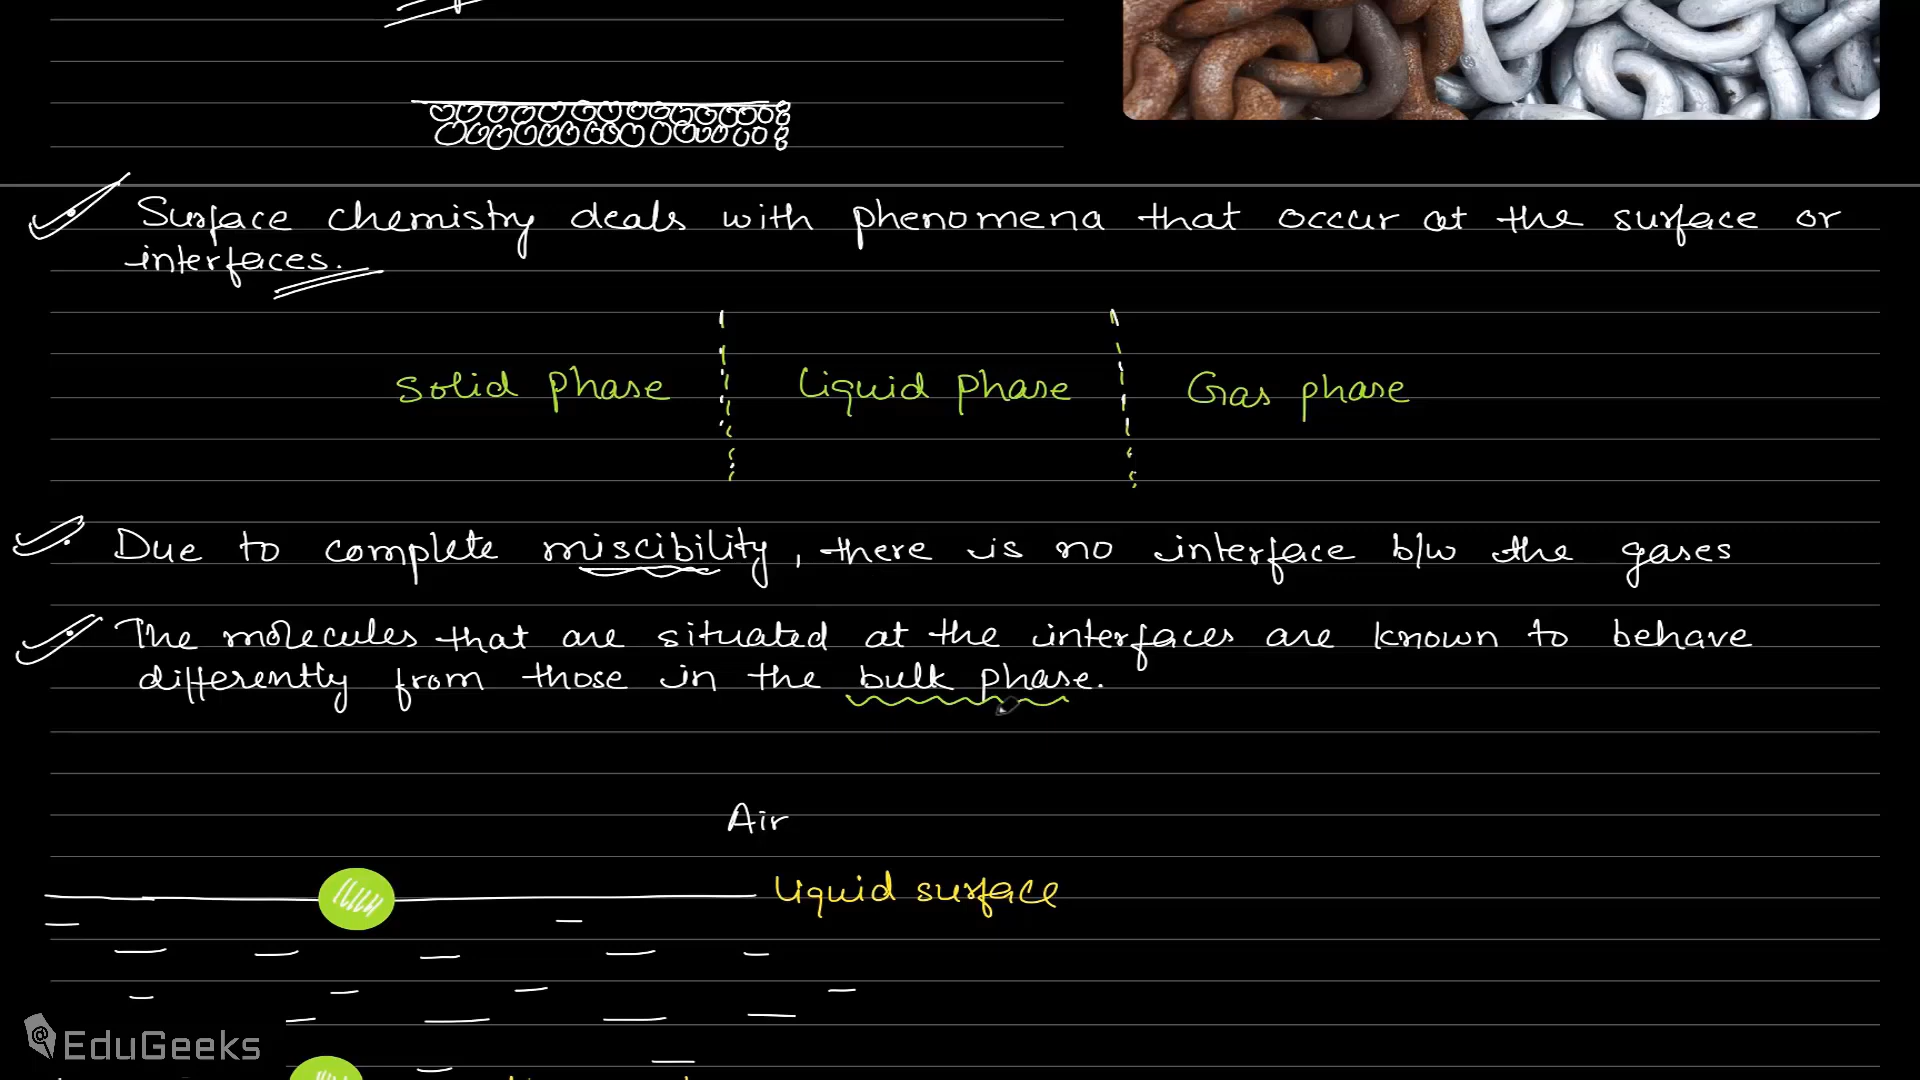 Surface chemistry deals with phenomena that occur at the surface or
interfaces.
Solid Phase
Liquid phase
Gas phase
Due to complete miscibility, there is no interface b/w the gases
The molecules that are situated at the interfaces are known to behave
differently from those in the bulk phase.
Air
Liquid surface
@ EduGeeks